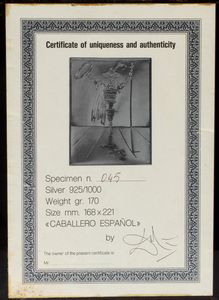 Certificate of uniqueness and authenticity
Specimen n. 045
Silver 925/1000
Weight gr. 170
Size mm. 168 x 221
«CABALLERO ESPAÑOL»
by
The owner of the present certificate is
Mr.